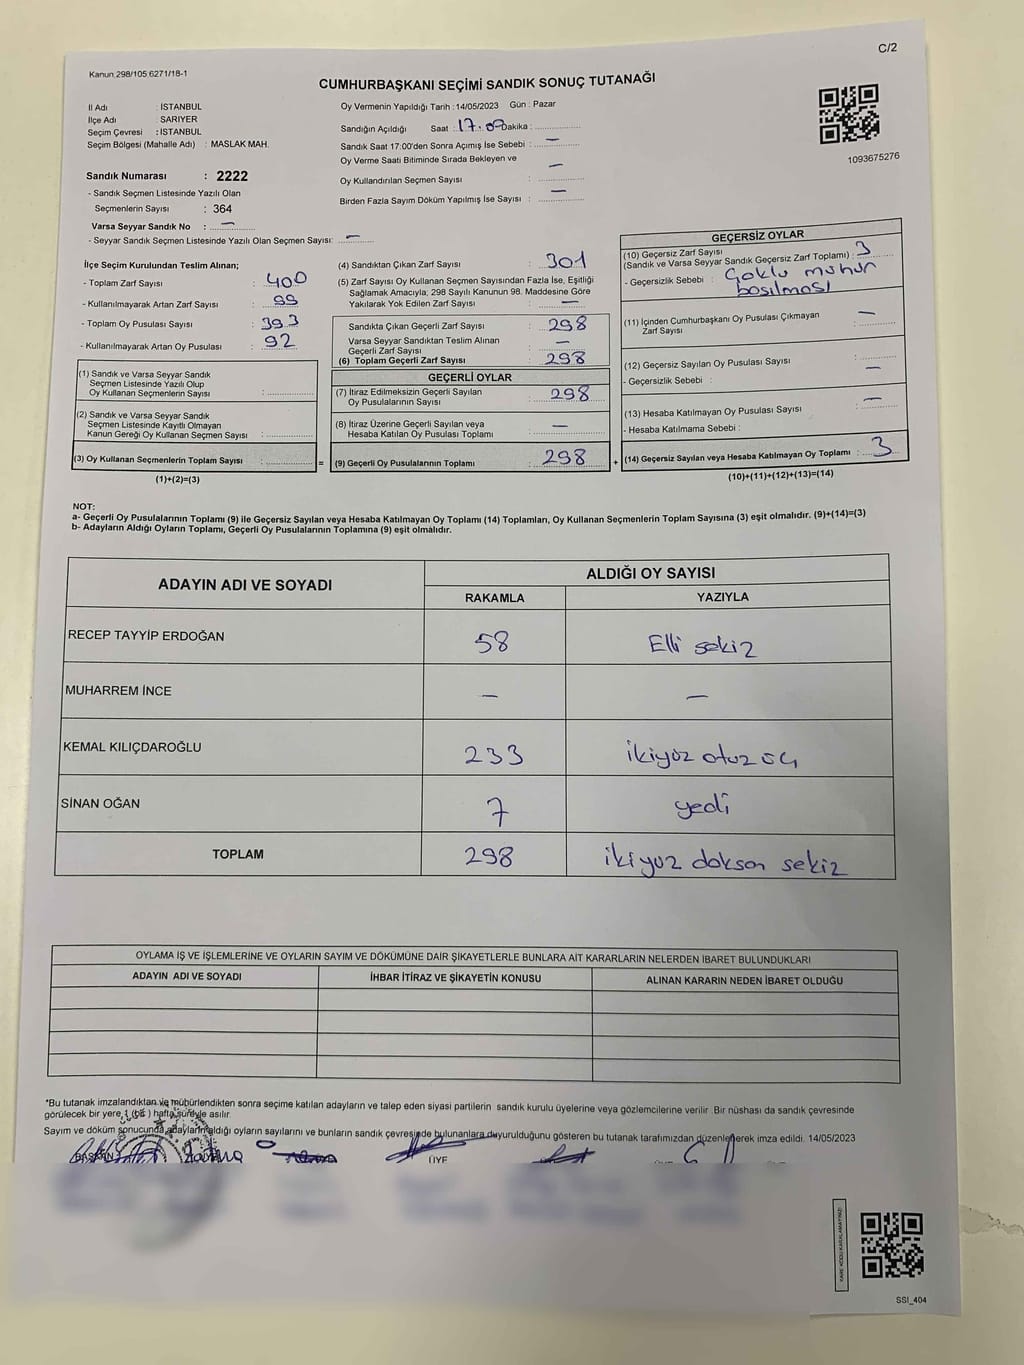 C/2
Kanun 298/105 6271/18-1
CUMHURBAŞKANI SEÇİMİ SANDIK SONUÇ TUTANAĞI
İl Adı : İSTANBUL
İlçe Adı : SARIYER
Seçim Çevresi : İSTANBUL
Seçim Bölgesi (Mahalle Adı) : MASLAK MAH.
Sandık Numarası : 2222
- Sandık Seçmen Listesinde Yazılı Olan
Seçmenlerin Sayısı : 364
Varsa Seyyar Sandık No : —
- Seyyar Sandık Seçmen Listesinde Yazılı Olan Seçmen Sayısı: —
Oy Vermenin Yapıldığı Tarih :14/05/2023 Gün : Pazar
Sandığın Açıldığı Saat : 17.09 Dakika :
Sandık Saat 17:00'den Sonra Açımış İse Sebebi : —
Oy Verme Saati Bitiminde Sırada Bekleyen ve
Oy Kullandırılan Seçmen Sayısı : —
Birden Fazla Sayım Döküm Yapılmış İse Sayısı : —
1093675276
İlçe Seçim Kurulundan Teslim Alınan;
- Toplam Zarf Sayısı : 400
- Kullanılmayarak Artan Zarf Sayısı : 99
- Toplam Oy Pusulası Sayısı : 393
- Kullanılmayarak Artan Oy Pusulası : 92
(1) Sandık ve Varsa Seyyar Sandık
Seçmen Listesinde Yazılı Olup
Oy Kullanan Seçmenlerin Sayısı :
(2) Sandık ve Varsa Seyyar Sandık
Seçmen Listesinde Kayıtlı Olmayan
Kanun Gereği Oy Kullanan Seçmen Sayısı :
(3) Oy Kullanan Seçmenlerin Toplam Sayısı :
(1)+(2)=(3)
(4) Sandıktan Çıkan Zarf Sayısı : 301
(5) Zarf Sayısı Oy Kullanan Seçmen Sayısından Fazla İse, Eşitliği
Sağlamak Amacıyla; 298 Sayılı Kanunun 98. Maddesine Göre
Yakılarak Yok Edilen Zarf Sayısı : —
Sandıkta Çıkan Geçerli Zarf Sayısı : 298
Varsa Seyyar Sandıktan Teslim Alınan
Geçerli Zarf Sayısı : —
(6) Toplam Geçerli Zarf Sayısı : 298
GEÇERLİ OYLAR
(7) İtiraz Edilmeksizin Geçerli Sayılan
Oy Pusulalarının Sayısı : 298
(8) İtiraz Üzerine Geçerli Sayılan veya
Hesaba Katılan Oy Pusulası Toplamı : —
= (9) Geçerli Oy Pusulalarının Toplamı : 298
GEÇERSİZ OYLAR
(10) Geçersiz Zarf Sayısı
(Sandık ve Varsa Seyyar Sandık Geçersiz Zarf Toplamı) : 3
- Geçersizlik Sebebi : Çoklu mühür
basılması
(11) İçinden Cumhurbaşkanı Oy Pusulası Çıkmayan
Zarf Sayısı : —
(12) Geçersiz Sayılan Oy Pusulası Sayısı : —
- Geçersizlik Sebebi :
(13) Hesaba Katılmayan Oy Pusulası Sayısı : —
- Hesaba Katılmama Sebebi :
+ (14) Geçersiz Sayılan veya Hesaba Katılmayan Oy Toplamı : 3
(10)+(11)+(12)+(13)=(14)
NOT:
a- Geçerli Oy Pusulalarının Toplamı (9) ile Geçersiz Sayılan veya Hesaba Katılmayan Oy Toplamı (14) Toplamları, Oy Kullanan Seçmenlerin Toplam Sayısına (3) eşit olmalıdır. (9)+(14)=(3)
b- Adayların Aldığı Oyların Toplamı, Geçerli Oy Pusulalarının Toplamına (9) eşit olmalıdır.
ADAYIN ADI VE SOYADI
ALDIĞI OY SAYISI
RAKAMLA YAZIYLA
RECEP TAYYİP ERDOĞAN 58 Elli sekiz
MUHARREM İNCE — —
KEMAL KILIÇDAROĞLU 233 ikiyüz otuz üç
SİNAN OĞAN 7 yedi
TOPLAM 298 ikiyuz doksan sekiz
OYLAMA İŞ VE İŞLEMLERİNE VE OYLARIN SAYIM VE DÖKÜMÜNE DAİR ŞİKAYETLERLE BUNLARA AİT KARARLARIN NELERDEN İBARET BULUNDUKLARI
ADAYIN ADI VE SOYADI İHBAR İTİRAZ VE ŞİKAYETİN KONUSU ALINAN KARARIN NEDEN İBARET OLDUĞU
*Bu tutanak imzalandıktan ve mühürlendikten sonra seçime katılan adayların ve talep eden siyasi partilerin sandık kurulu üyelerine veya gözlemcilerine verilir. Bir nüshası da sandık çevresinde
görülecek bir yere 1 (bir) hafta süreyle asılır.
Sayım ve döküm sonucunda adayların aldığı oyların sayılarını ve bunların sandık çevresinde bulunanlara duyurulduğunu gösteren bu tutanak tarafımızdan düzenlenerek imza edildi. 14/05/2023
BAŞKAN
ÜYE
KARE KODU KARALAMAYINIZ!
SSI_404